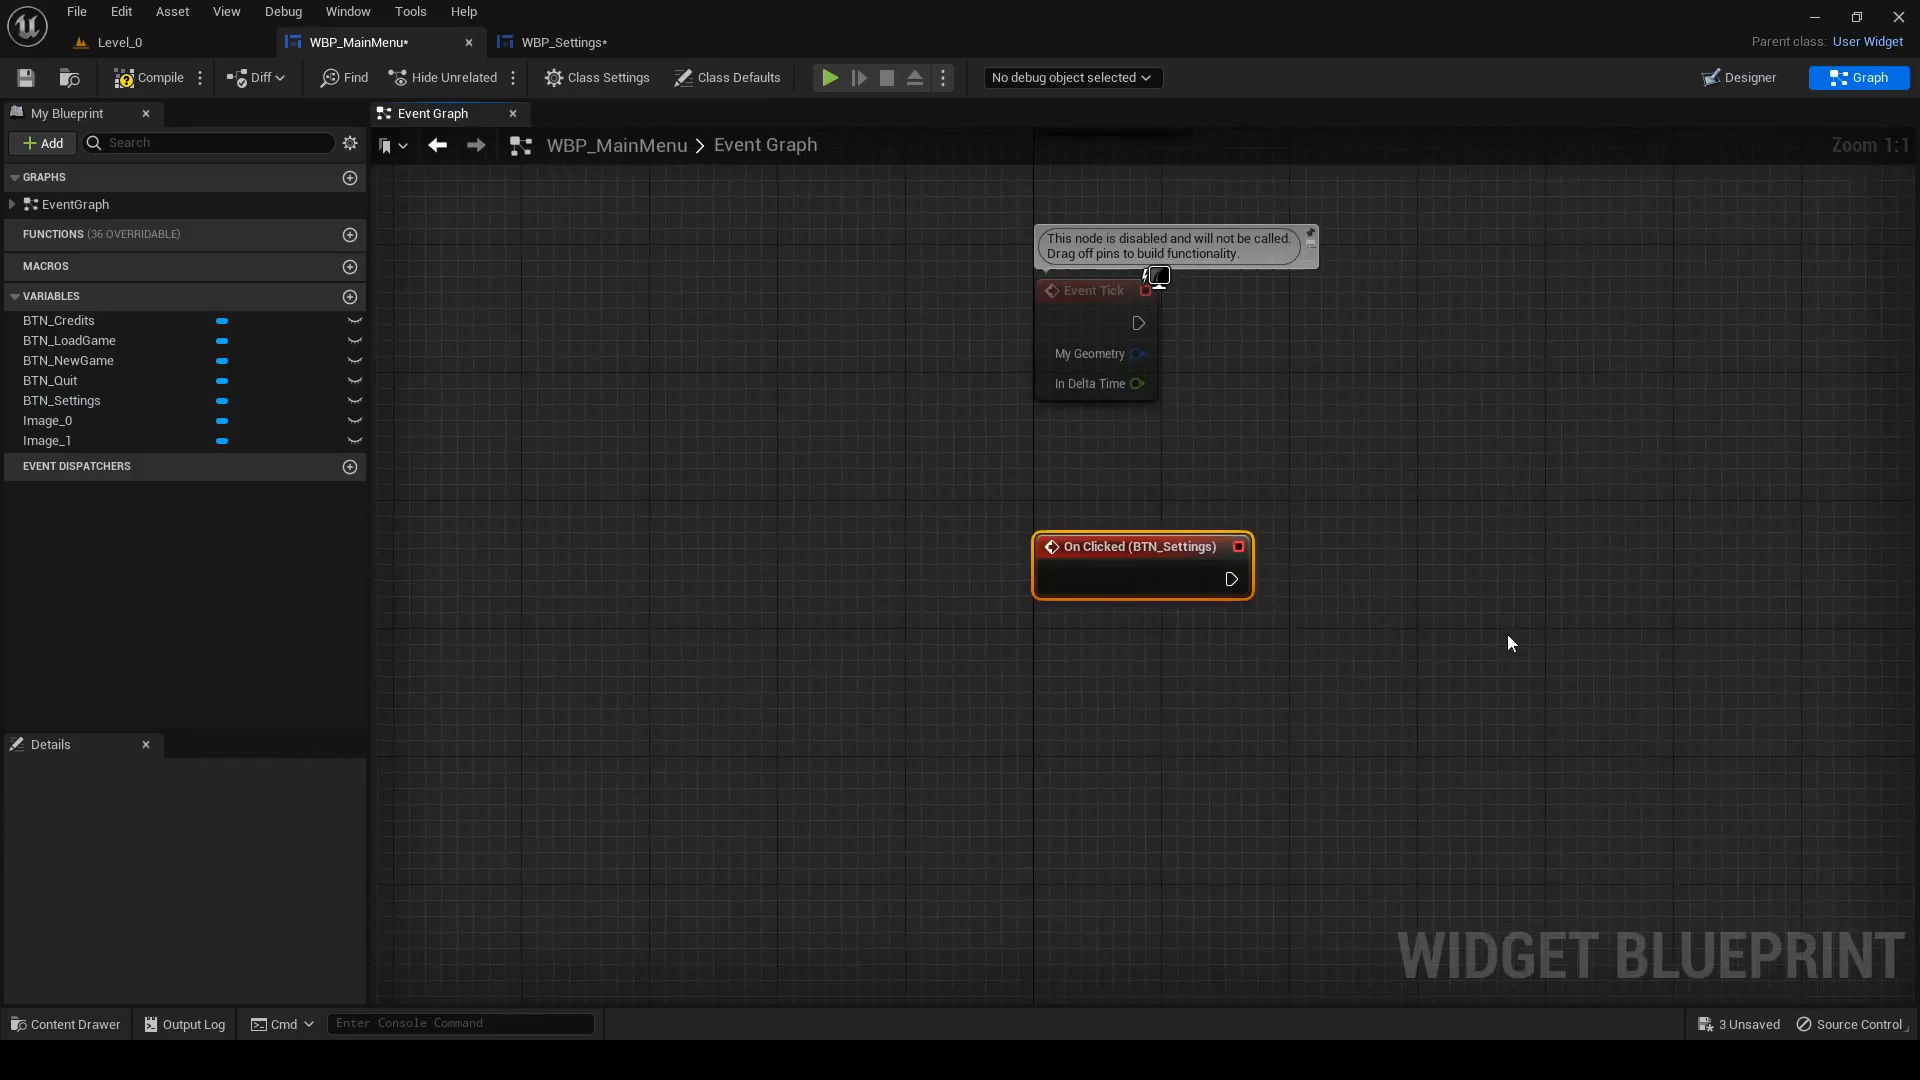 File Edit Asset View Debug Window Tools Help
Level_0 WBP_MainMenu* WBP_Settings*
Parent class: User Widget
Compile Diff Find Hide Unrelated Class Settings Class Defaults No debug object selected Designer Graph
My Blueprint
Event Graph
Add Search
WBP_MainMenu > Event Graph
Zoom 1:1
GRAPHS
EventGraph
FUNCTIONS (36 OVERRIDABLE)
MACROS
VARIABLES
BTN_Credits
BTN_LoadGame
BTN_NewGame
BTN_Quit
BTN_Settings
Image_0
Image_1
EVENT DISPATCHERS
This node is disabled and will not be called.
Drag off pins to build functionality.
Event Tick
My Geometry
In Delta Time
On Clicked (BTN_Settings)
Details
WIDGET BLUEPRINT
Content Drawer Output Log Cmd Enter Console Command 3 Unsaved Source Control